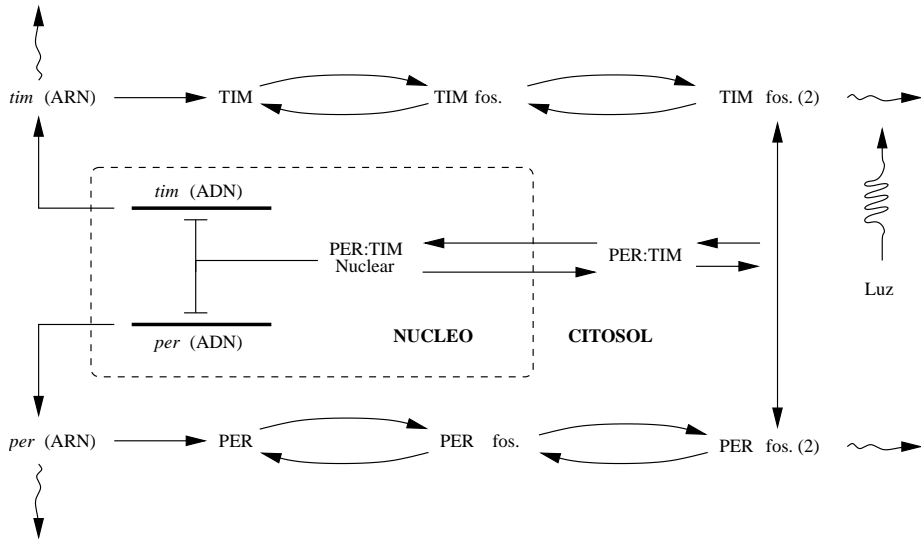 tim (ARN)
TIM
TIM fos.
TIM fos. (2)
tim (ADN)
PER:TIM
Nuclear
PER:TIM
Luz
per (ADN)
NUCLEO
CITOSOL
per (ARN)
PER
PER fos.
PER fos. (2)